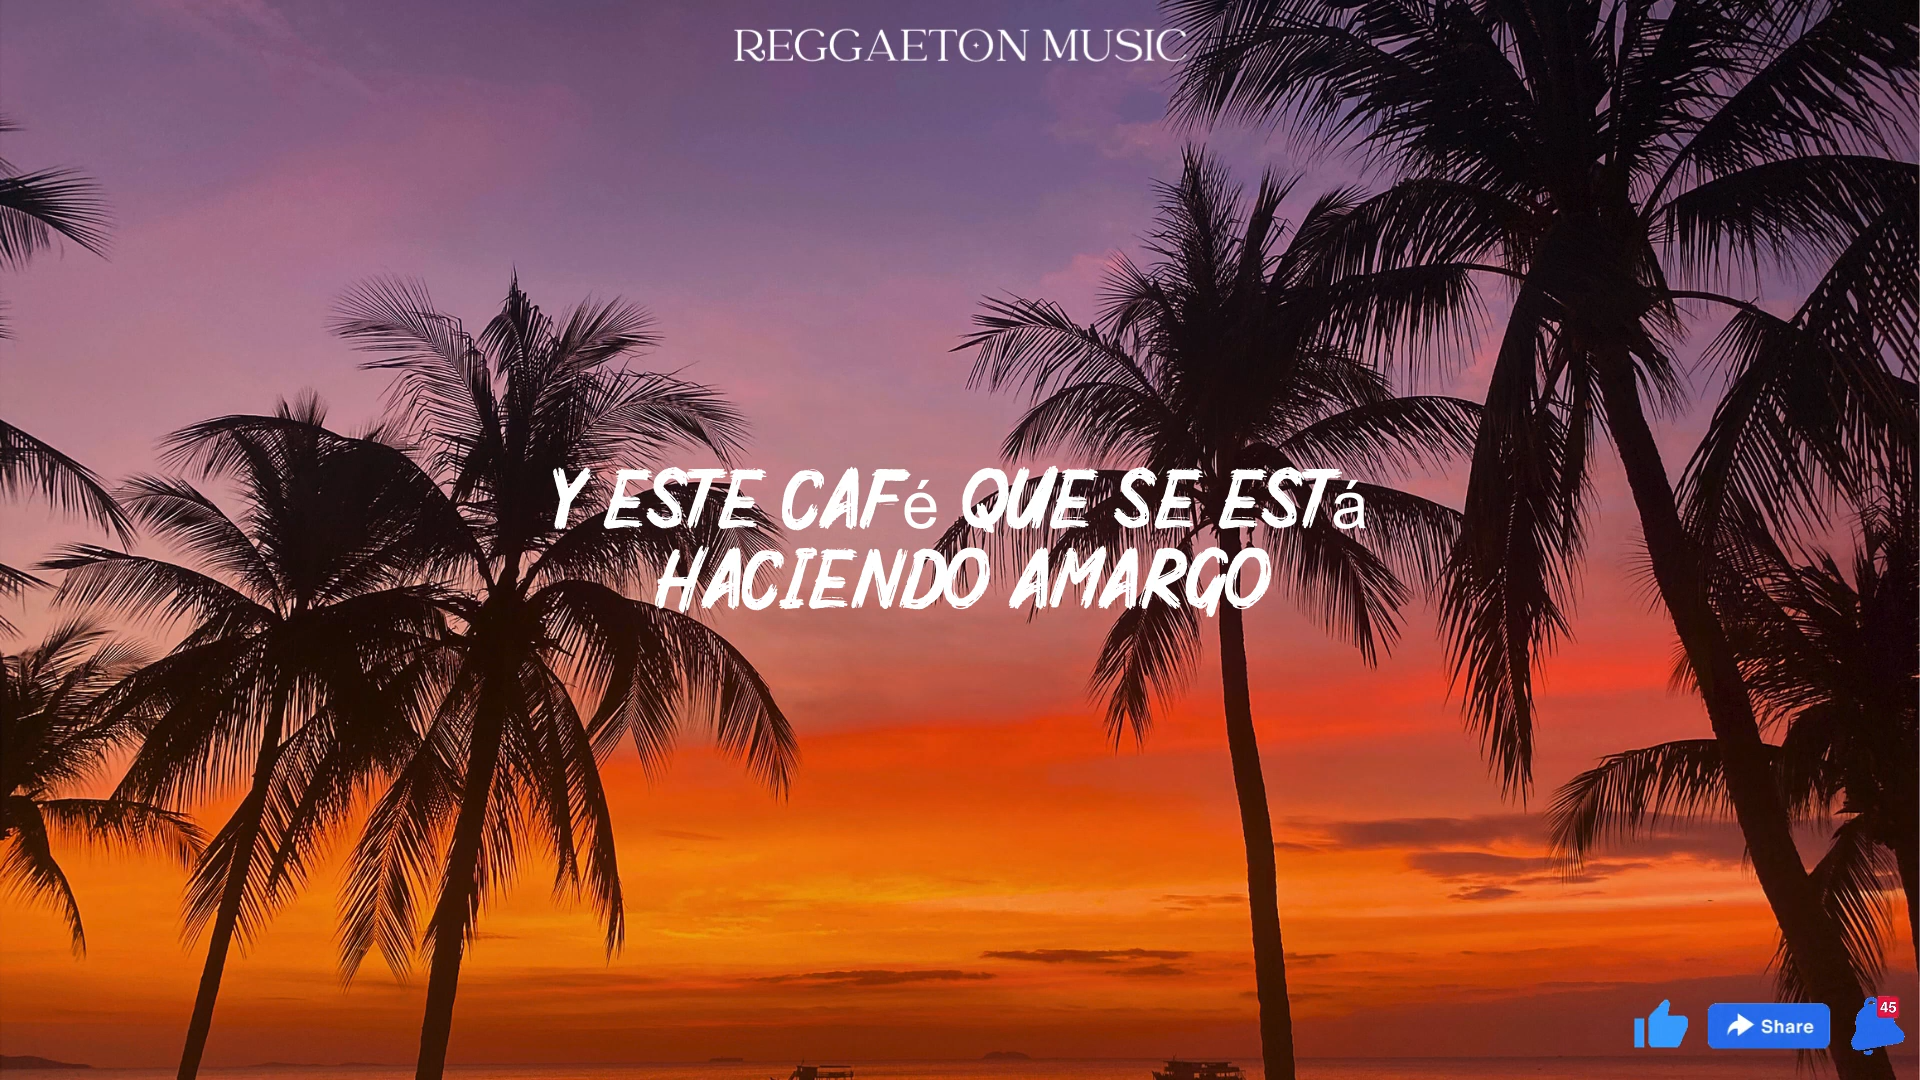 REGGAETON MUSIC
Y ESTE CAFé QUE SE ESTá
HACIENDO AMARGO
Share
45